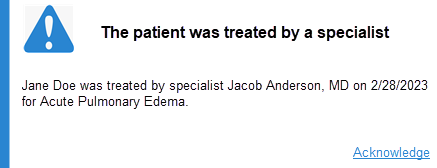 The patient was treated by a specialist
Jane Doe was treated by specialist Jacob Anderson, MD on 2/28/2023
for Acute Pulmonary Edema.
Acknowledge